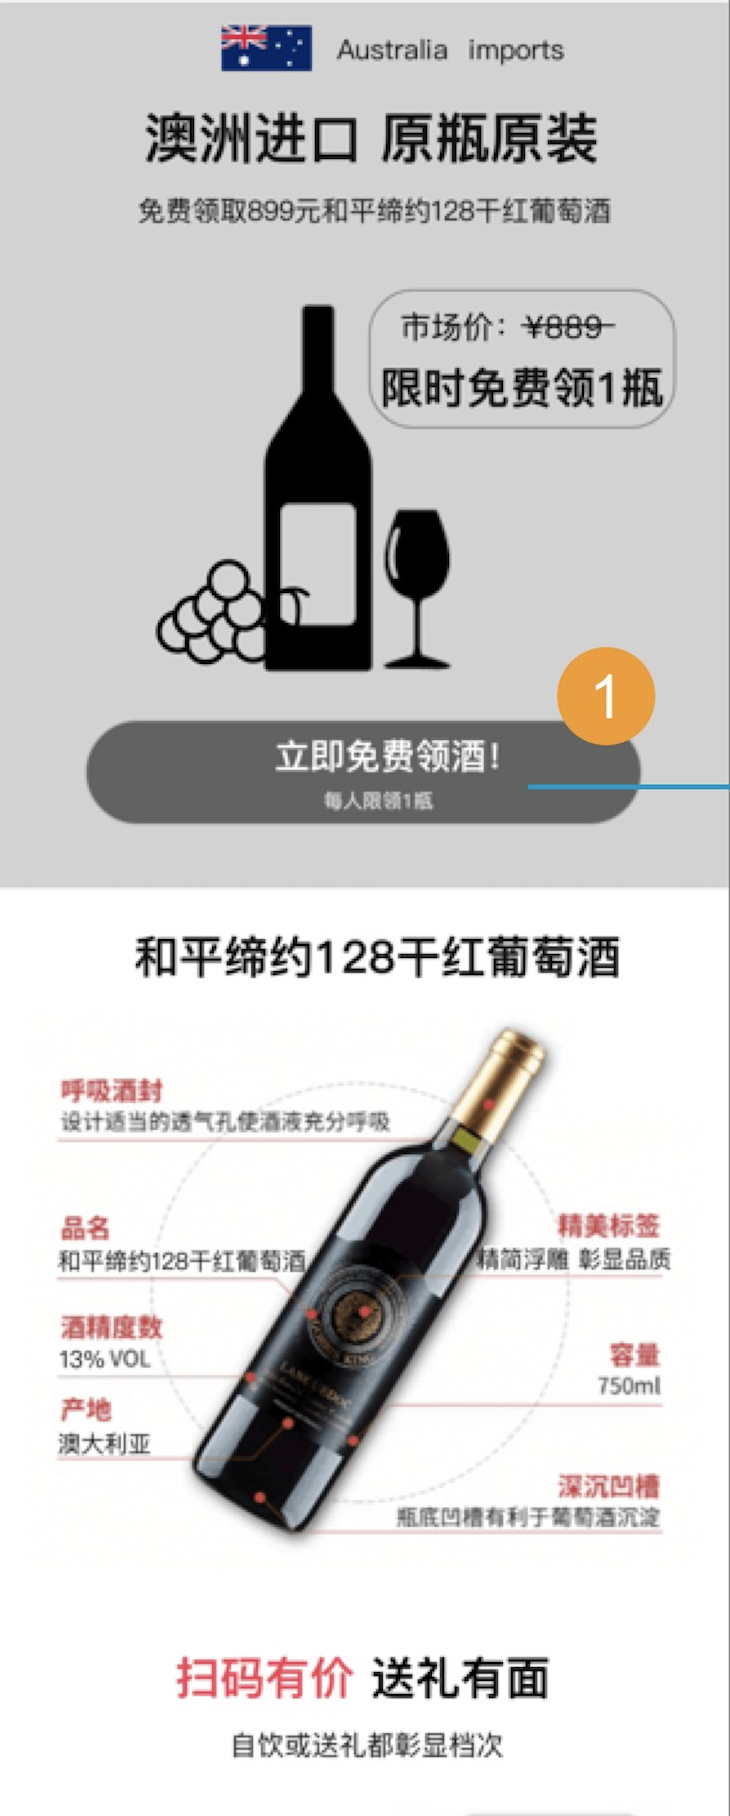 Australia imports
澳洲进口 原瓶原装
免费领取899元和平缔约128干红葡萄酒
市场价：¥889
限时免费领1瓶
1
立即免费领酒!
每人限领1瓶
和平缔约128干红葡萄酒
呼吸酒封
设计适当的透气孔使酒液充分呼吸
品名
和平缔约128干红葡萄酒
精美标签
精简浮雕 彰显品质
酒精度数
13% VOL
容量
750ml
产地
澳大利亚
LANGUEDOC
深沉凹槽
瓶底凹槽有利于葡萄酒沉淀
扫码有价 送礼有面
自饮或送礼都彰显档次